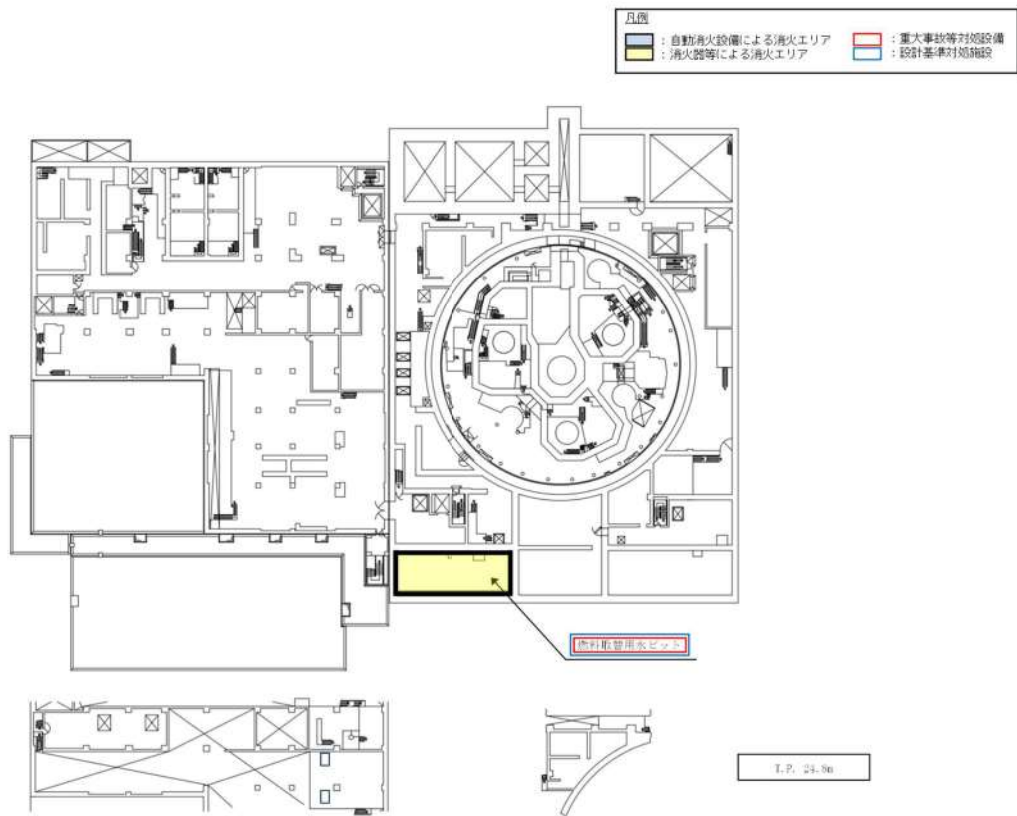 凡例
：自動消火設備による消火エリア
：重大事故等対処設備
：消火器等による消火エリア
：設計基準対処施設
燃料取替用水ピット
T.P. 24.8m